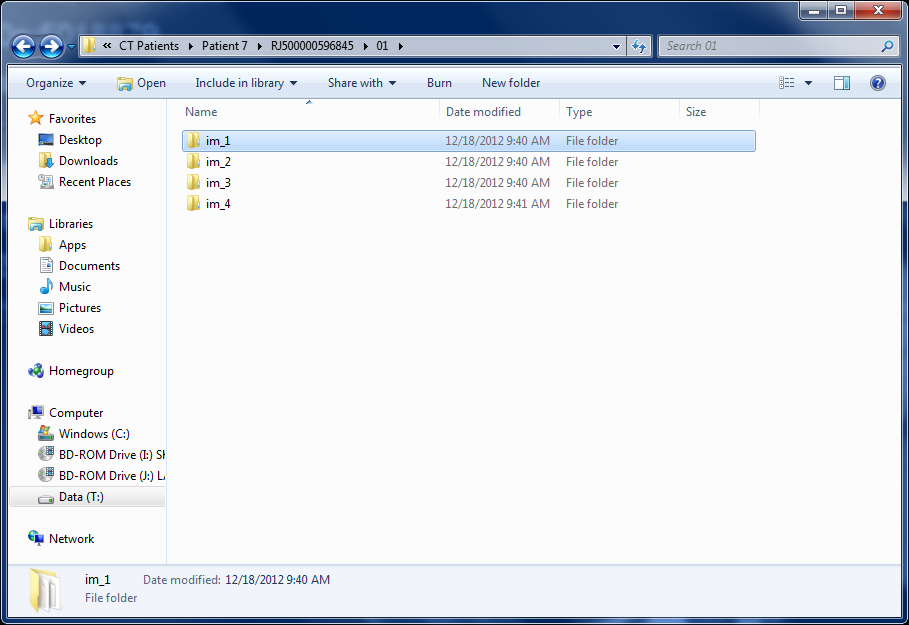 « CT Patients Patient 7 RJ500000596845 01 Search 01
Organize Open Include in library Share with Burn New folder
Name Date modified Type Size
Favorites
Desktop
Downloads
Recent Places
Libraries
Apps
Documents
Music
Pictures
Videos
Homegroup
Computer
Windows (C:)
BD-ROM Drive (I:) SH
BD-ROM Drive (J:) LA
Data (T:)
Network
im_1 12/18/2012 9:40 AM File folder
im_2 12/18/2012 9:40 AM File folder
im_3 12/18/2012 9:40 AM File folder
im_4 12/18/2012 9:41 AM File folder
im_1 Date modified: 12/18/2012 9:40 AM
File folder